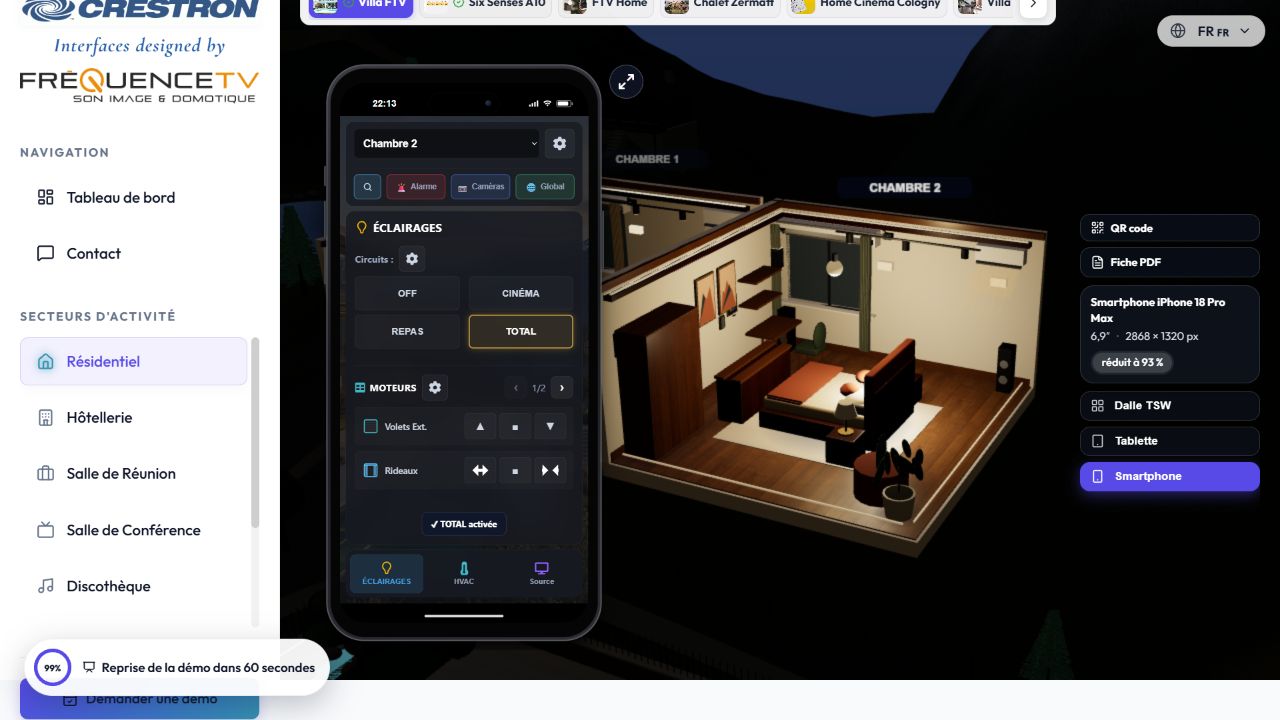 CRESTRON
Interfaces designed by
FRÉQUENCETV
SON IMAGE & DOMOTIQUE
NAVIGATION
Tableau de bord
Contact
SECTEURS D'ACTIVITÉ
Résidentiel
Hôtellerie
Salle de Réunion
Salle de Conférence
Discothèque
99%
Reprise de la démo dans 60 secondes
Demander une démo
Villa FTV
Six Senses A10
FTV Home
Chalet Zermatt
Home Cinéma Cologny
Villa
FR FR
22:13
Chambre 2
Alarme
Caméras
Global
ÉCLAIRAGES
Circuits :
OFF
CINÉMA
REPAS
TOTAL
MOTEURS
1/2
Volets Ext.
Rideaux
✓ TOTAL activée
ÉCLAIRAGES
HVAC
Source
CHAMBRE 1
CHAMBRE 2
QR code
Fiche PDF
Smartphone iPhone 18 Pro
Max
6,9" · 2868 × 1320 px
réduit à 93 %
Dalle TSW
Tablette
Smartphone